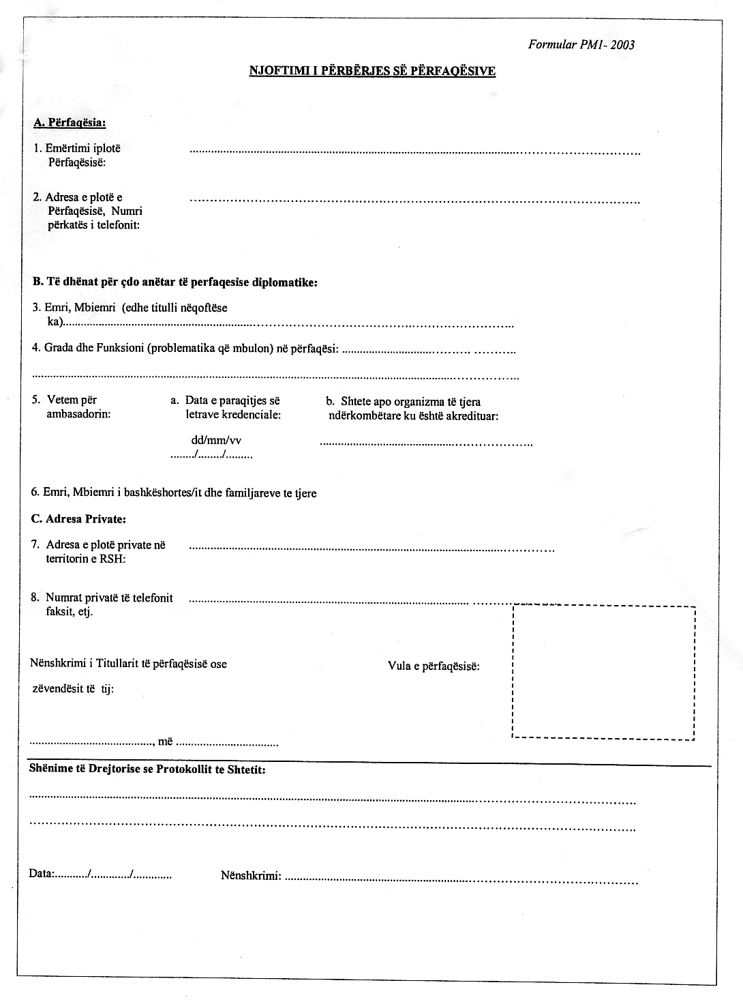 Formular PM1- 2003
NJOFTIMI I PËRBËRJES SË PËRFAQËSIVE
A. Përfaqësia:
1. Emërtimi iplotë ........................................................................
Përfaqësisë:
2. Adresa e plotë e ........................................................................
Përfaqësisë, Numri
përkatës i telefonit:
B. Të dhënat për çdo anëtar të perfaqesise diplomatike:
3. Emri, Mbiemri (edhe titulli nëqoftëse
ka)........................................................................
4. Grada dhe Funksioni (problematika që mbulon) në përfaqësi: .......................................... ...........
........................................................................
5. Vetem për a. Data e paraqitjes së b. Shtete apo organizma të tjera
ambasadorin: letrave kredenciale: ndërkombëtare ku është akredituar:
dd/mm/vv ........................................................................
......../......../.........
6. Emri, Mbiemri i bashkëshortes/it dhe familjareve te tjere
C. Adresa Private:
7. Adresa e plotë private në ........................................................................
territorin e RSH:
8. Numrat privatë të telefonit ........................................................................
faksit, etj.
Nënshkrimi i Titullarit të përfaqësisë ose Vula e përfaqësisë:
zëvendësit të tij:
..........................................., më ....................................
Shënime të Drejtorise se Protokollit te Shtetit:
........................................................................
........................................................................
Data:.........../............./............. Nënshkrimi: ........................................................................